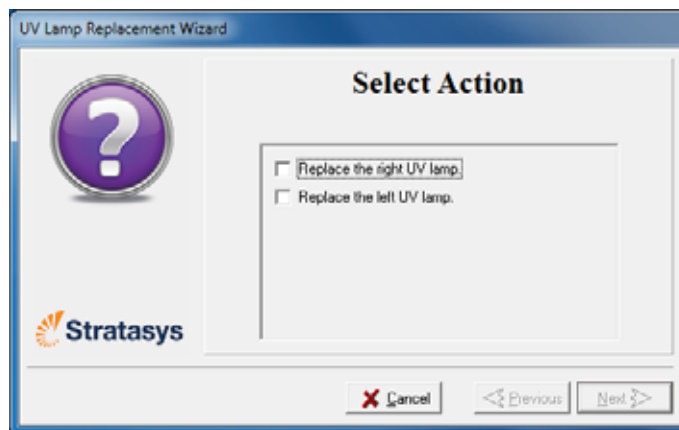 UV Lamp Replacement Wizard
Select Action
Replace the right UV lamp.
Replace the left UV lamp.
Stratasys
Cancel
Previous
Next